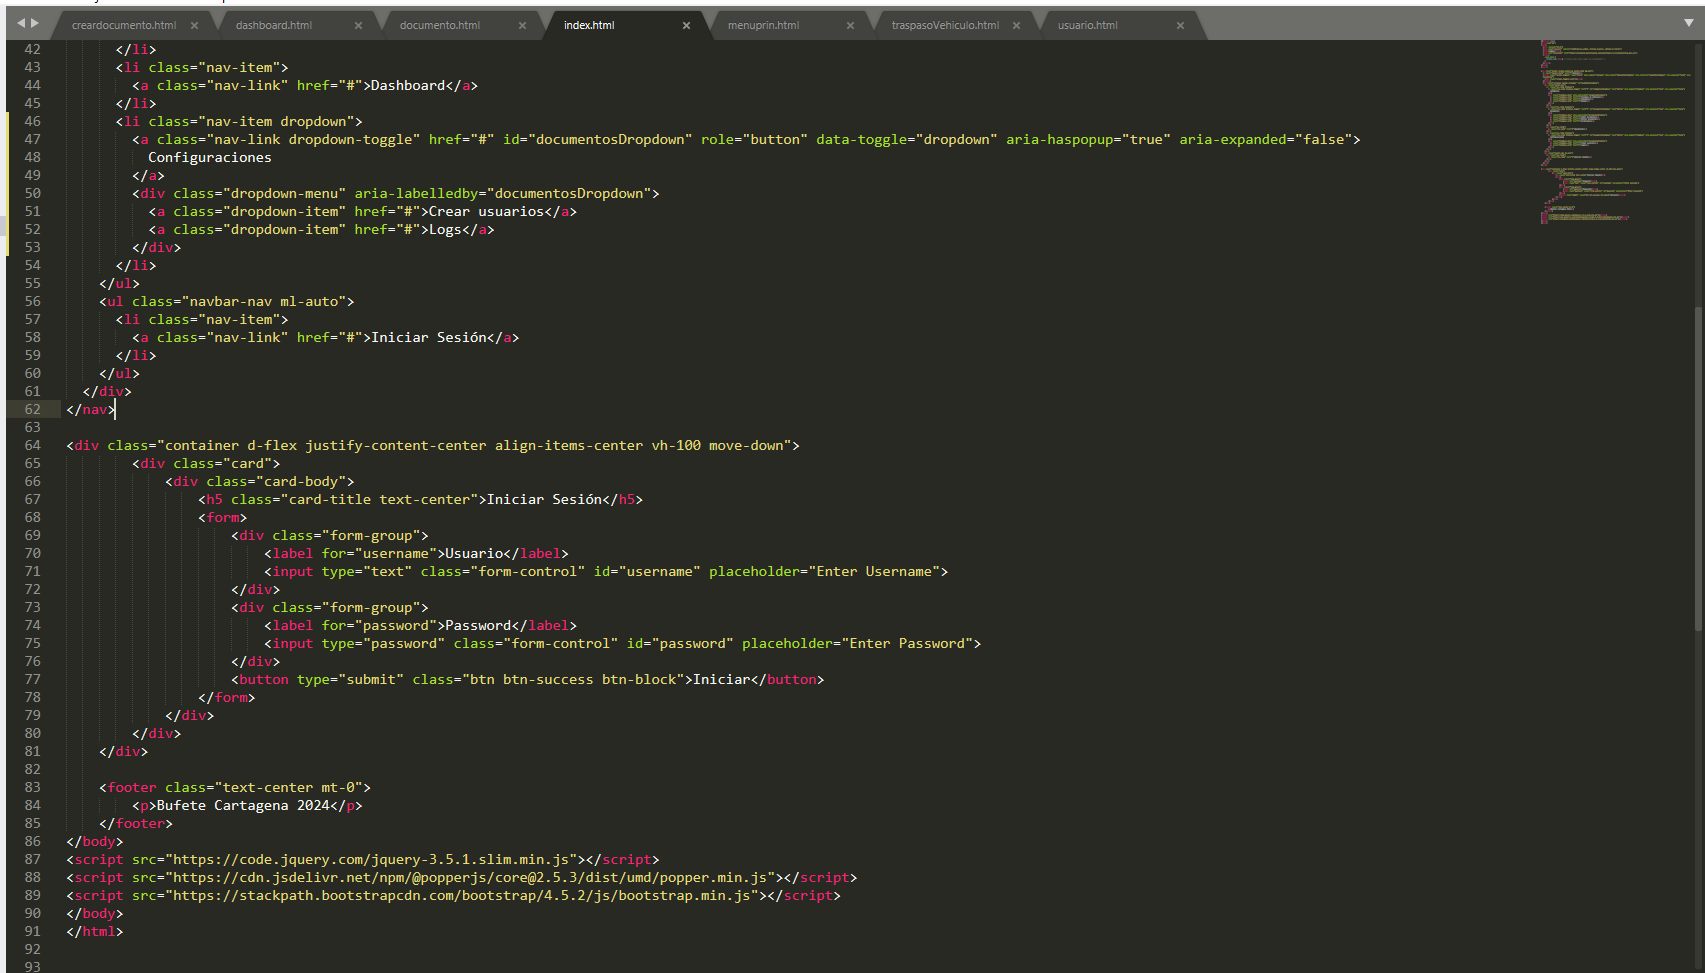 creardocumento.html × dashboard.html × documento.html × index.html × menuprin.html × traspasoVehiculo.html × usuario.html ×
42 </li>
43 <li class="nav-item">
44 <a class="nav-link" href="#">Dashboard</a>
45 </li>
46 <li class="nav-item dropdown">
47 <a class="nav-link dropdown-toggle" href="#" id="documentosDropdown" role="button" data-toggle="dropdown" aria-haspopup="true" aria-expanded="false">
48 Configuraciones
49 </a>
50 <div class="dropdown-menu" aria-labelledby="documentosDropdown">
51 <a class="dropdown-item" href="#">Crear usuarios</a>
52 <a class="dropdown-item" href="#">Logs</a>
53 </div>
54 </li>
55 </ul>
56 <ul class="navbar-nav ml-auto">
57 <li class="nav-item">
58 <a class="nav-link" href="#">Iniciar Sesión</a>
59 </li>
60 </ul>
61 </div>
62 </nav>
63
64 <div class="container d-flex justify-content-center align-items-center vh-100 move-down">
65 <div class="card">
66 <div class="card-body">
67 <h5 class="card-title text-center">Iniciar Sesión</h5>
68 <form>
69 <div class="form-group">
70 <label for="username">Usuario</label>
71 <input type="text" class="form-control" id="username" placeholder="Enter Username">
72 </div>
73 <div class="form-group">
74 <label for="password">Password</label>
75 <input type="password" class="form-control" id="password" placeholder="Enter Password">
76 </div>
77 <button type="submit" class="btn btn-success btn-block">Iniciar</button>
78 </form>
79 </div>
80 </div>
81 </div>
82
83 <footer class="text-center mt-0">
84 <p>Bufete Cartagena 2024</p>
85 </footer>
86 </body>
87 <script src="https://code.jquery.com/jquery-3.5.1.slim.min.js"></script>
88 <script src="https://cdn.jsdelivr.net/npm/@popperjs/core@2.5.3/dist/umd/popper.min.js"></script>
89 <script src="https://stackpath.bootstrapcdn.com/bootstrap/4.5.2/js/bootstrap.min.js"></script>
90 </body>
91 </html>
92
93